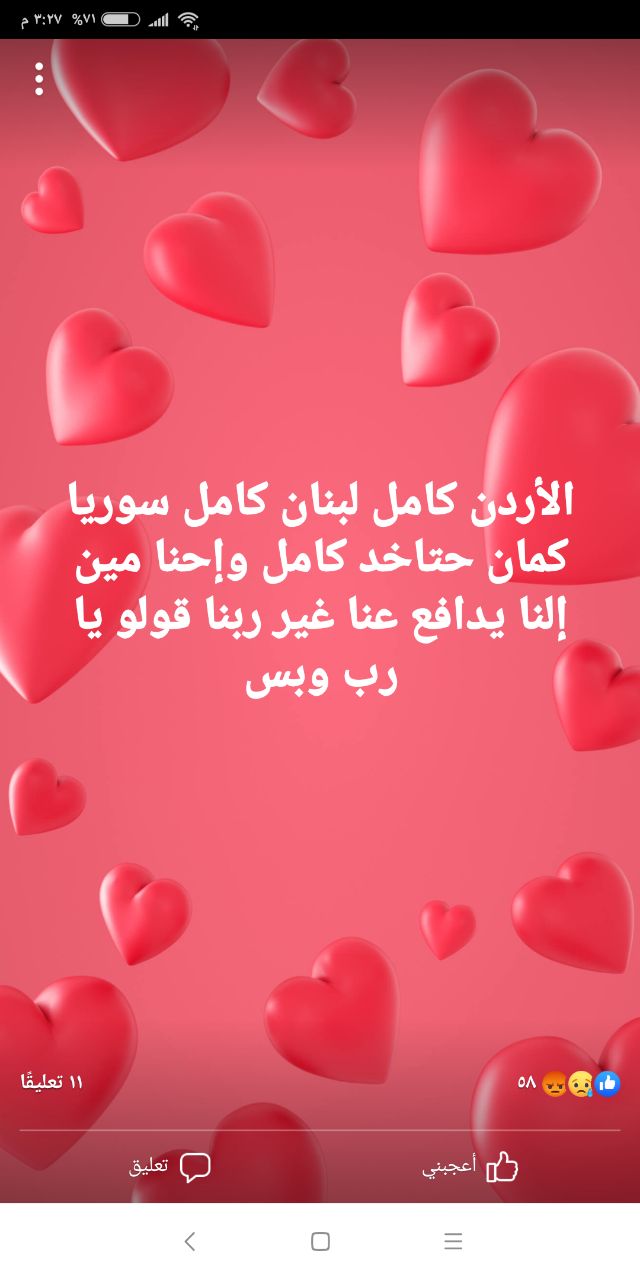 ٣:٢٧ م ٧١%
الأردن كامل لبنان كامل سوريا
كمان حتاخد كامل وإحنا مين
إلنا يدافع عنا غير ربنا قولو يا
رب وبس
٥٨
١١ تعليقًا
أعجبني
تعليق